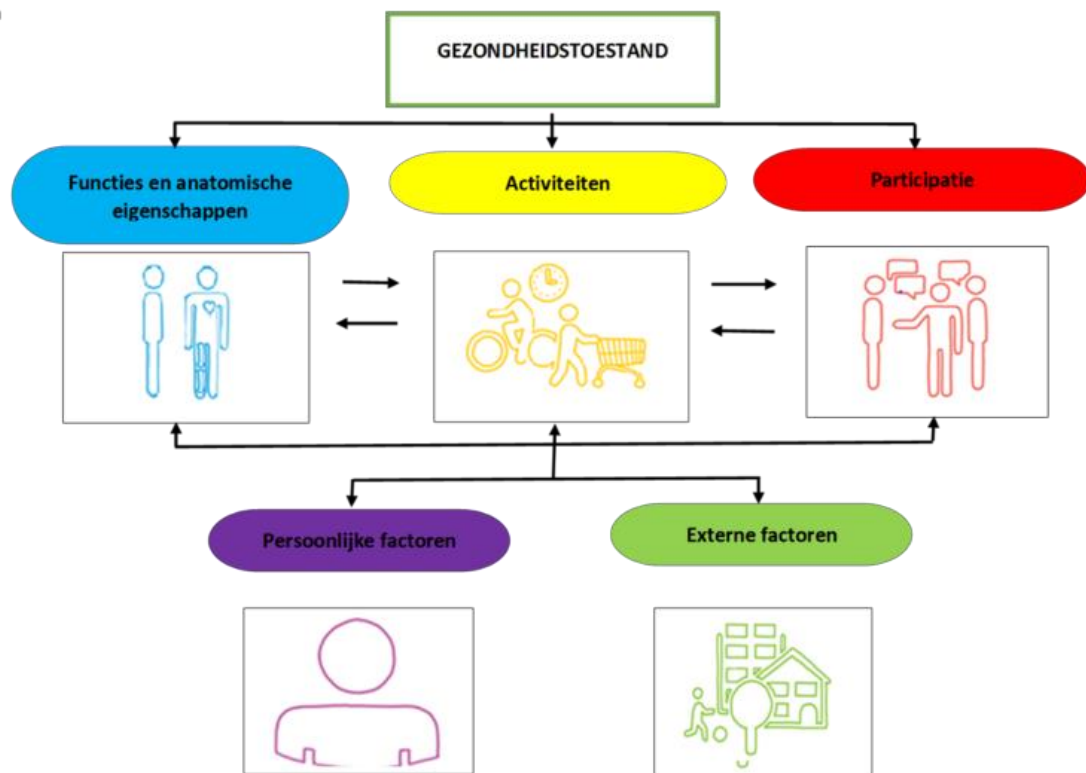 GEZONDHEIDSTOESTAND
Functies en anatomische
eigenschappen
Activiteiten
Participatie
Persoonlijke factoren
Externe factoren